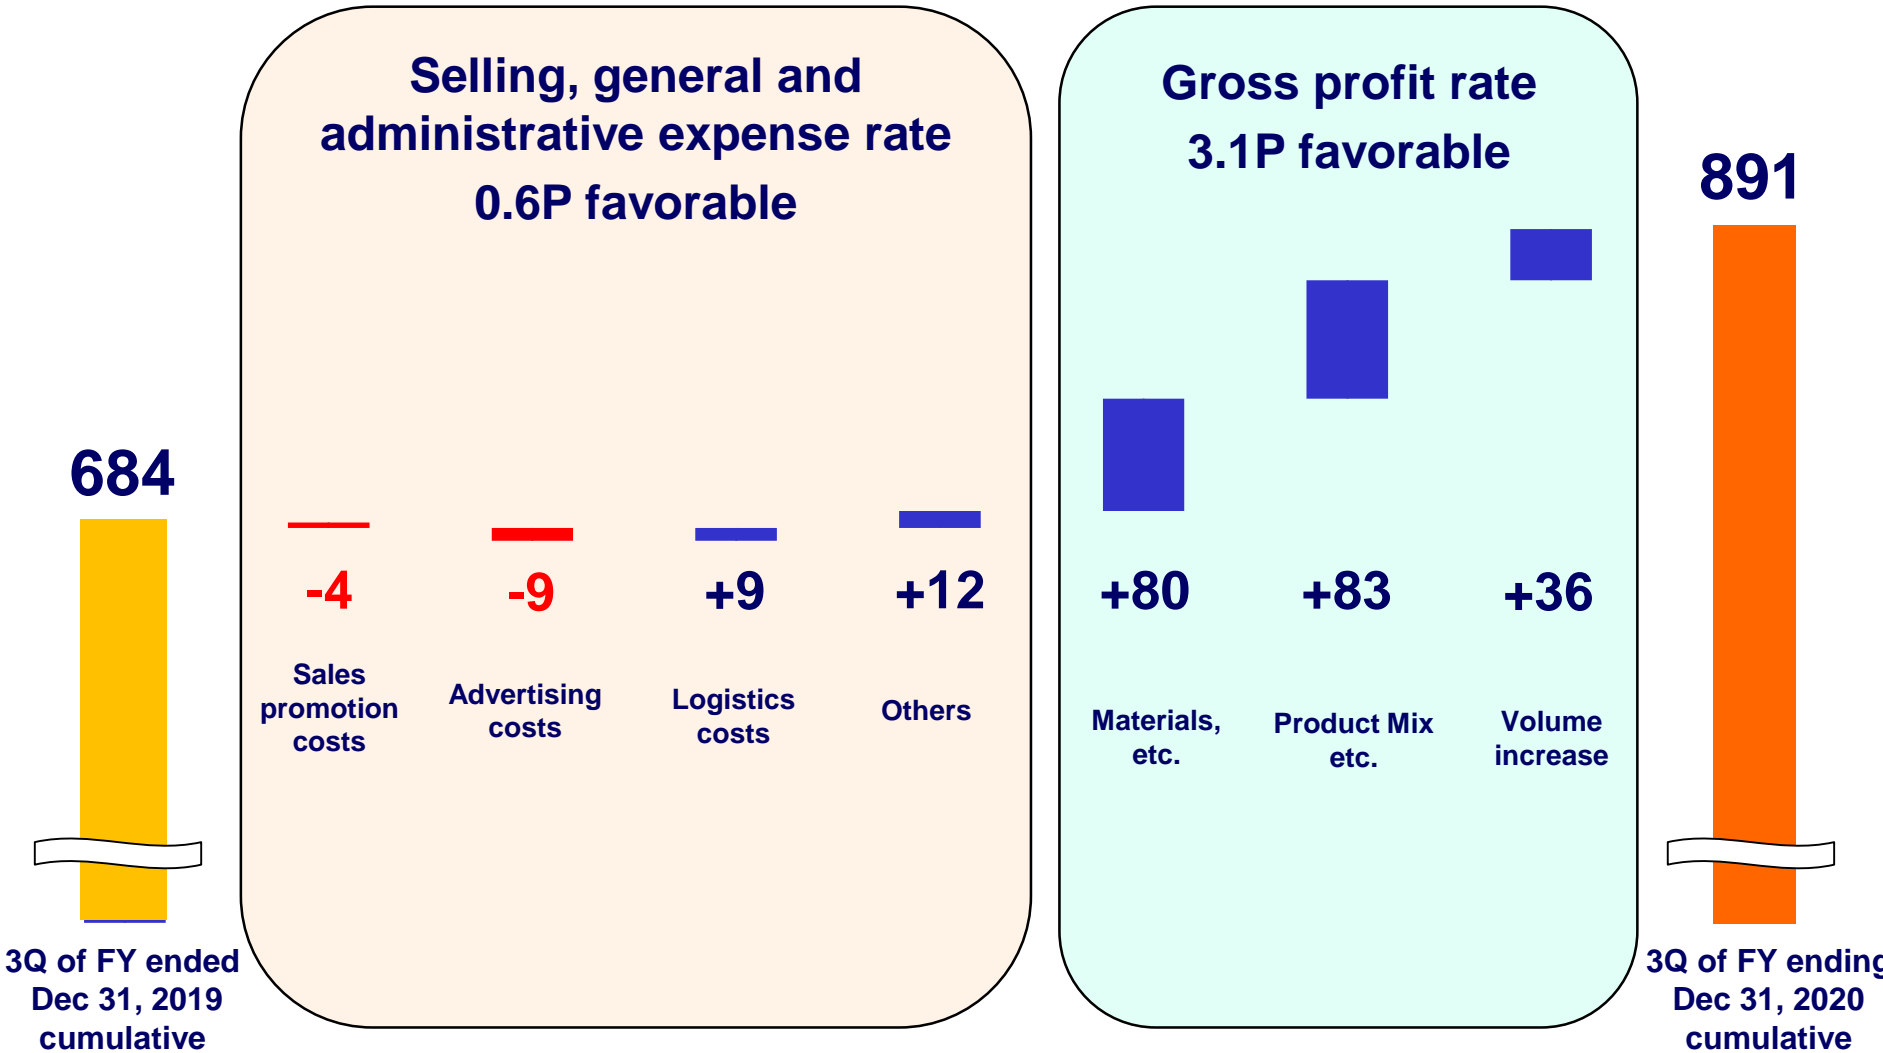 Selling, general and
administrative expense rate
0.6P favorable
Gross profit rate
3.1P favorable
684
891
-4
-9
+9
+12
+80
+83
+36
Sales
promotion
costs
Advertising
costs
Logistics
costs
Others
Materials,
etc.
Product Mix
etc.
Volume
increase
3Q of FY ended
Dec 31, 2019
cumulative
3Q of FY ending
Dec 31, 2020
cumulative